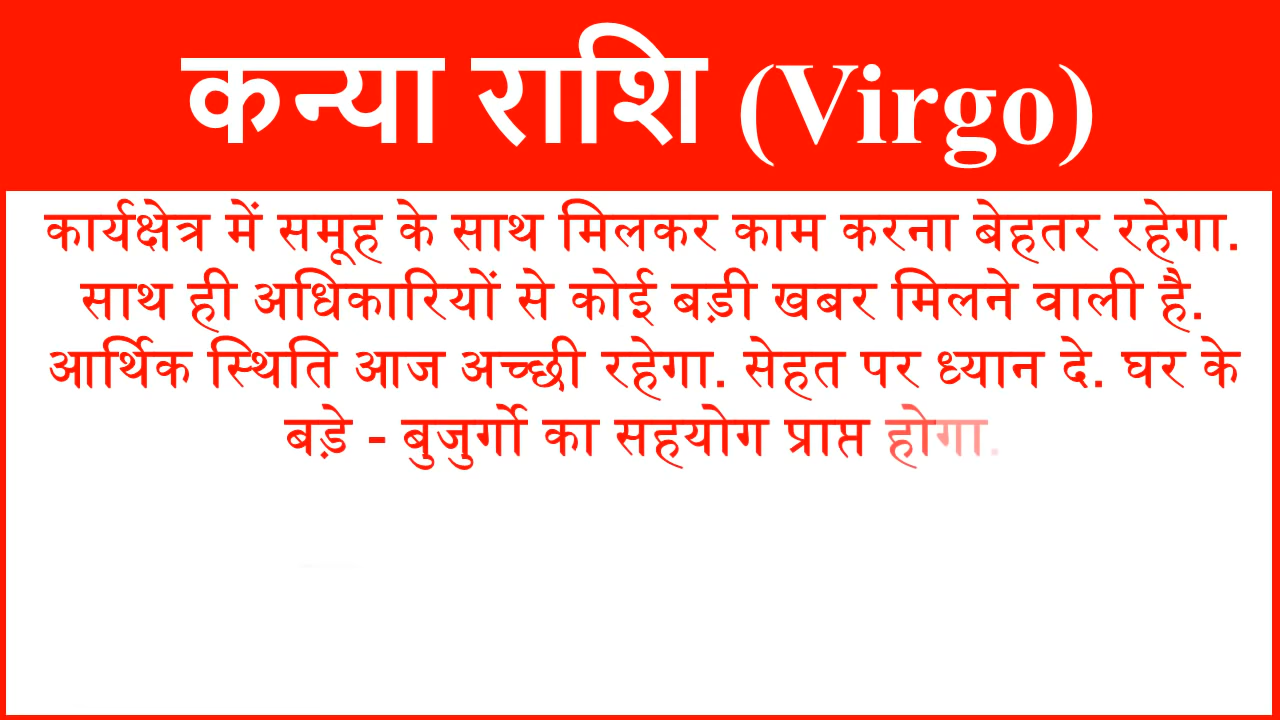 कन्या राशि (Virgo)
कार्यक्षेत्र में समूह के साथ मिलकर काम करना बेहतर रहेगा.
साथ ही अधिकारियों से कोई बड़ी खबर मिलने वाली है.
आर्थिक स्थिति आज अच्छी रहेगा. सेहत पर ध्यान दे. घर के
बड़े - बुजुर्गो का सहयोग प्राप्त होगा.